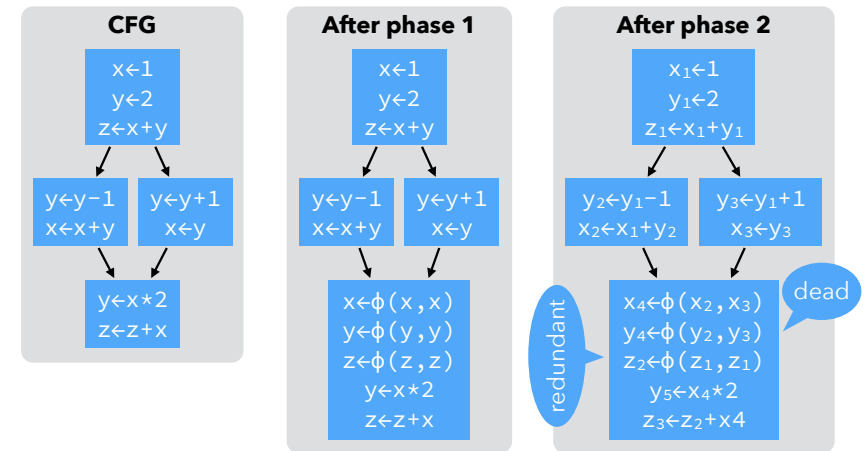 CFG
x←1
y←2
z←x+y
y←y-1
x←x+y
y←y+1
x←y
y←x*2
z←z+x
After phase 1
x←1
y←2
z←x+y
y←y-1
x←x+y
y←y+1
x←y
x←ϕ(x,x)
y←ϕ(y,y)
z←ϕ(z,z)
y←x*2
z←z+x
After phase 2
x₁←1
y₁←2
z₁←x₁+y₁
y₂←y₁-1
x₂←x₁+y₂
y₃←y₁+1
x₃←y₃
x₄←ϕ(x₂,x₃)
y₄←ϕ(y₂,y₃)
z₂←ϕ(z₁,z₁)
y₅←x₄*2
z₃←z₂+x4
dead
redundant